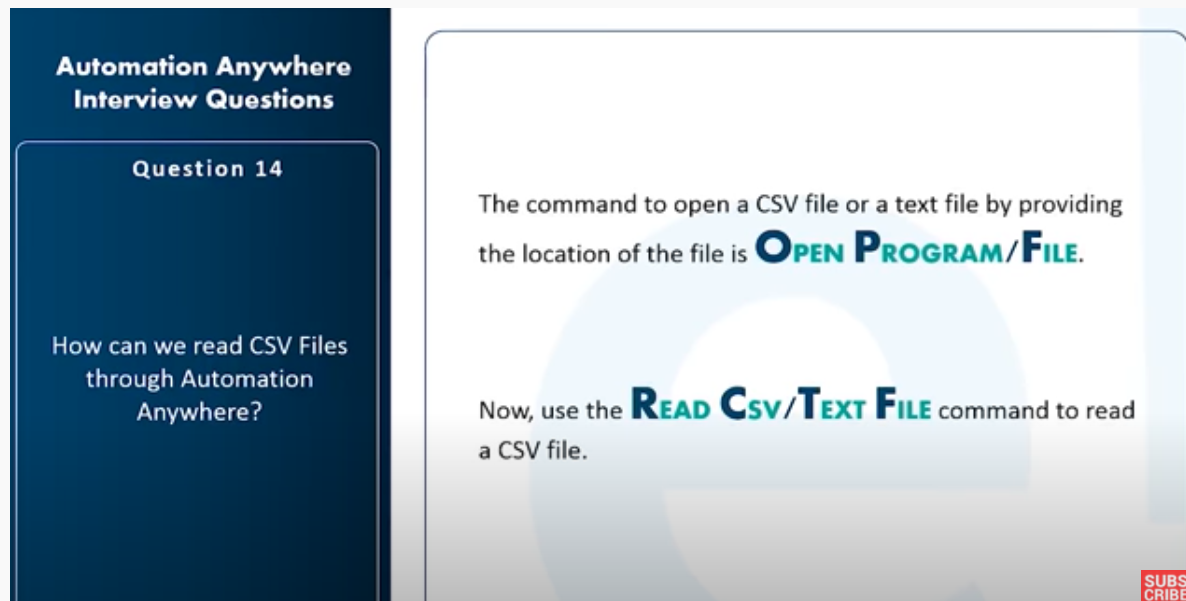 Automation Anywhere
Interview Questions
Question 14
How can we read CSV Files
through Automation
Anywhere?
The command to open a CSV file or a text file by providing
the location of the file is OPEN PROGRAM/FILE.
Now, use the READ CSV/TEXT FILE command to read
a CSV file.
SUBS
CRIBE